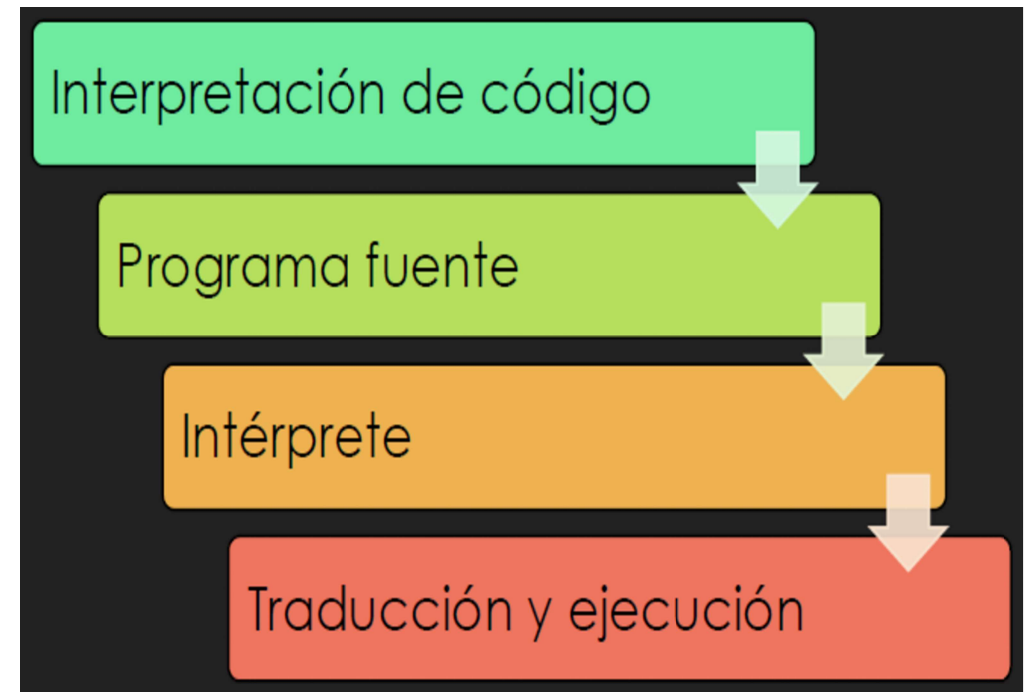 Interpretación de código
Programa fuente
Intérprete
Traducción y ejecución